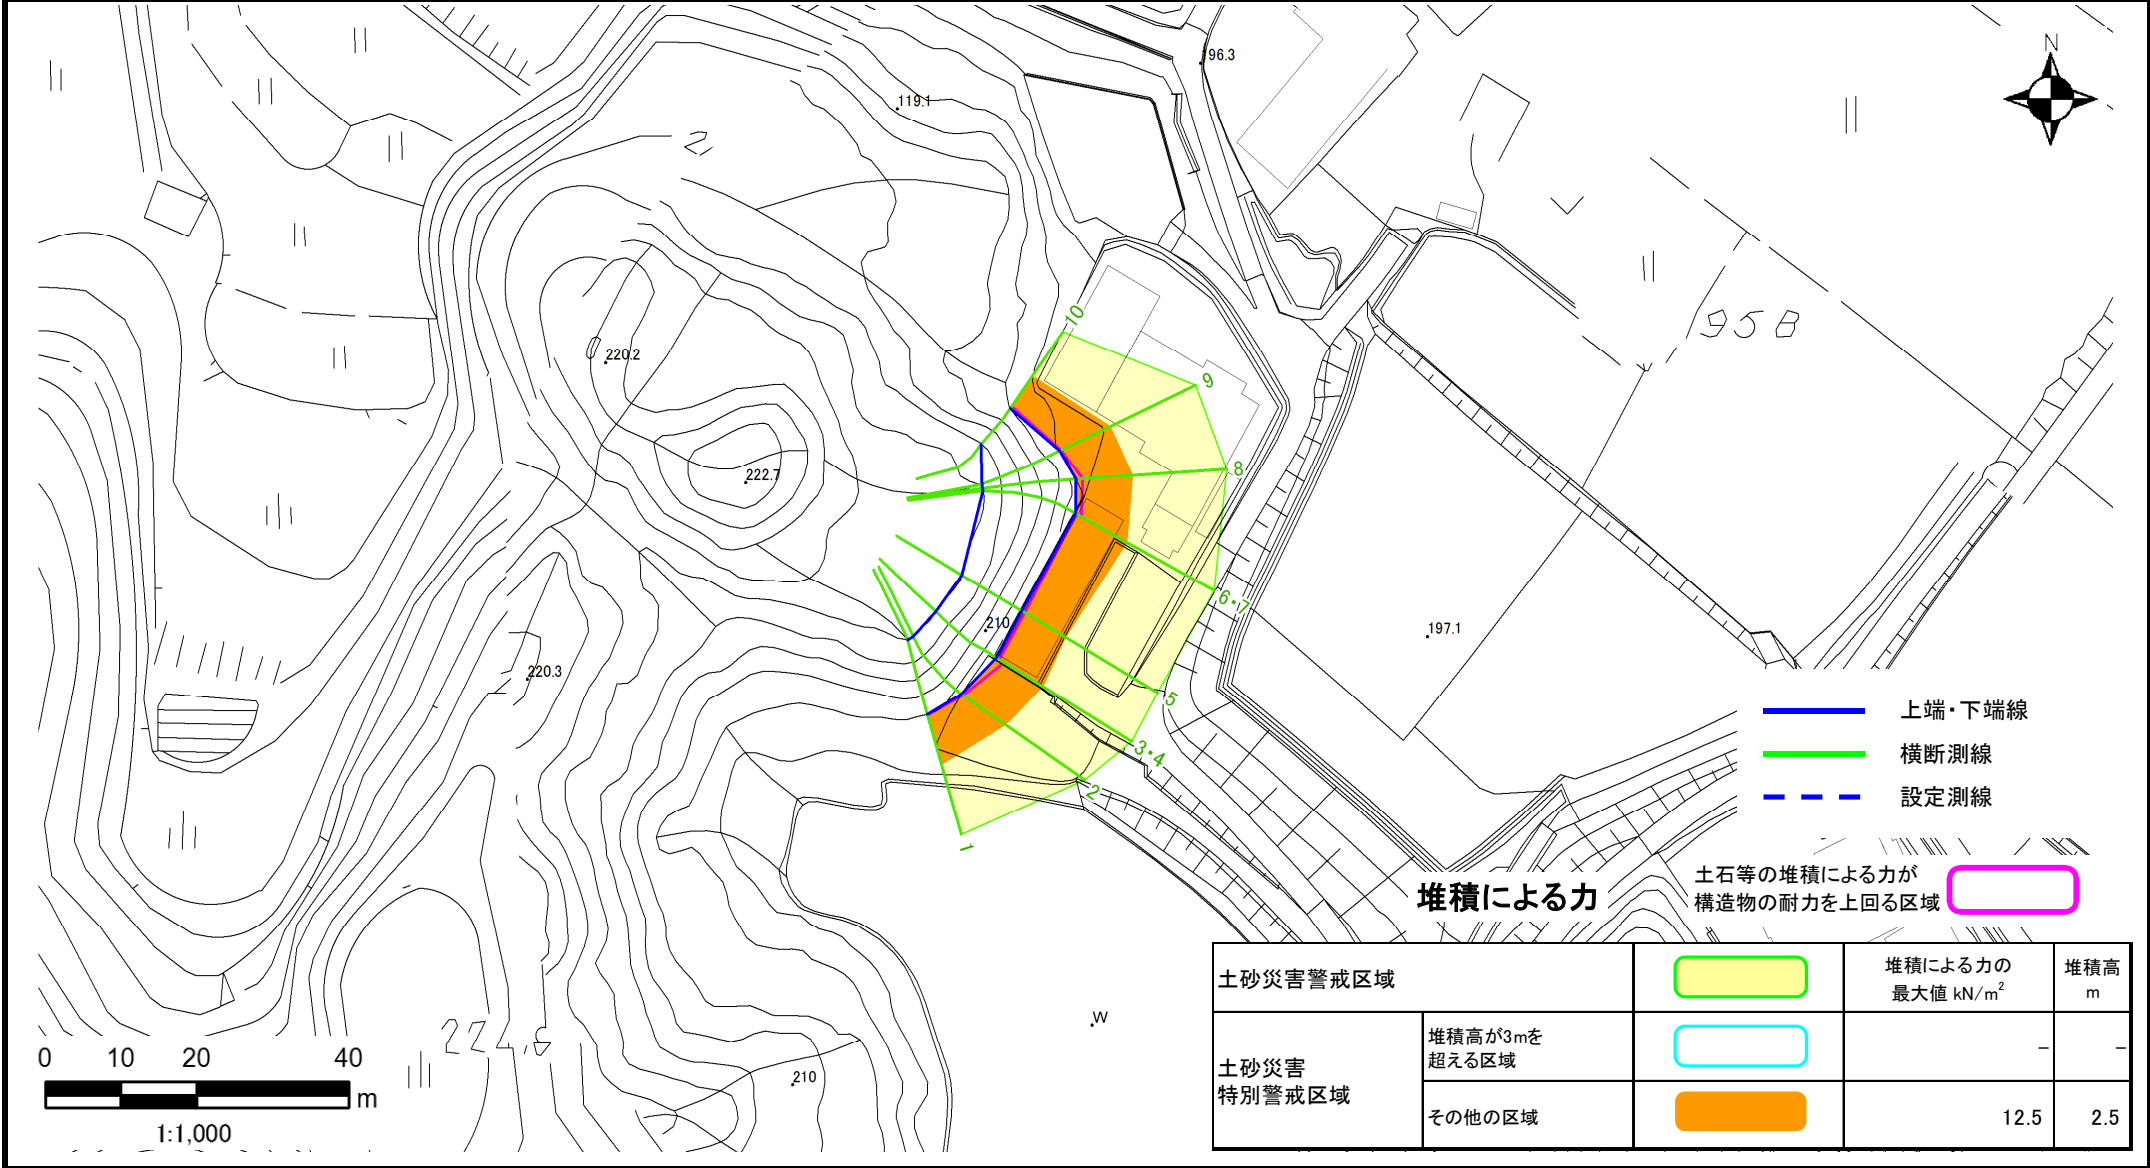 N
96.3
119.1
2
958
220.2
222.7
10
9
8
6・7
5
3・4
2
1
210
197.1
220.3
上端・下端線
横断測線
設定測線
堆積による力
土石等の堆積による力が
構造物の耐力を上回る区域
土砂災害警戒区域
堆積による力の
最大値 kN/m²
堆積高
m
土砂災害
特別警戒区域
堆積高が3mを
超える区域
－
－
その他の区域
12.5
2.5
W
210
0 10 20 40
m
1:1,000